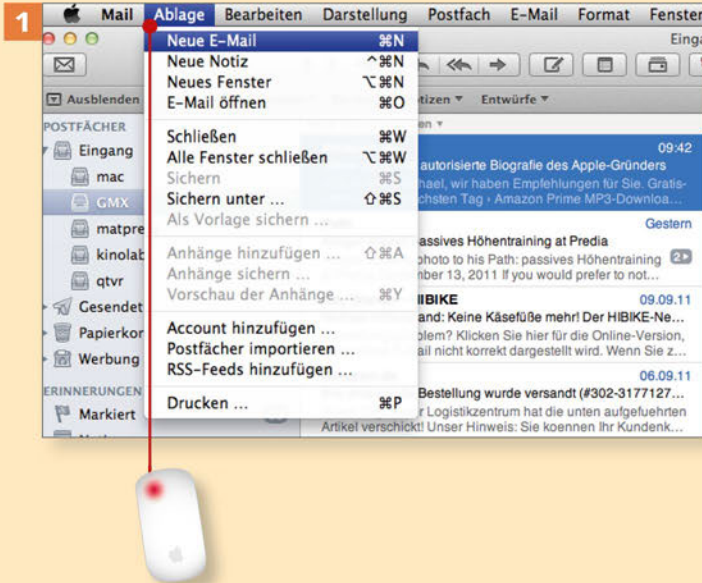 1
Mail Ablage Bearbeiten Darstellung Postfach E-Mail Format Fenster
Neue E-Mail ⌘N
Neue Notiz ^⌘N
Neues Fenster ⌥⌘N
E-Mail öffnen ⌘O
Schließen ⌘W
Alle Fenster schließen ⌥⌘W
Sichern ⌘S
Sichern unter ... ⇧⌘S
Als Vorlage sichern ...
Anhänge hinzufügen ... ⇧⌘A
Anhänge sichern ...
Vorschau der Anhänge ... ⌘Y
Account hinzufügen ...
Postfächer importieren ...
RSS-Feeds hinzufügen ...
Drucken ... ⌘P
Ausblenden
POSTFÄCHER
Eingang
mac
GMX
matpre
kinolab
qtvr
Gesendet
Papierkor
Werbung
ERINNERUNGEN
Markiert
Einga
tizen Entwürfe
en
09:42
autorisierte Biografie des Apple-Gründers
hael, wir haben Empfehlungen für Sie. Gratis-
chsten Tag › Amazon Prime MP3-Downloa...
Gestern
assives Höhentraining at Predia
photo to his Path: passives Höhentraining 2
ber 13, 2011 If you would prefer to not...
IBIKE 09.09.11
and: Keine Käsefüße mehr! Der HIBIKE-Ne...
blem? Klicken Sie hier für die Online-Version,
ail nicht korrekt dargestellt wird. Wenn Sie z...
06.09.11
Bestellung wurde versandt (#302-3177127...
r Logistikzentrum hat die unten aufgefuehrten
Artikel verschickt! Unser Hinweis: Sie koennen Ihr Kundenk...